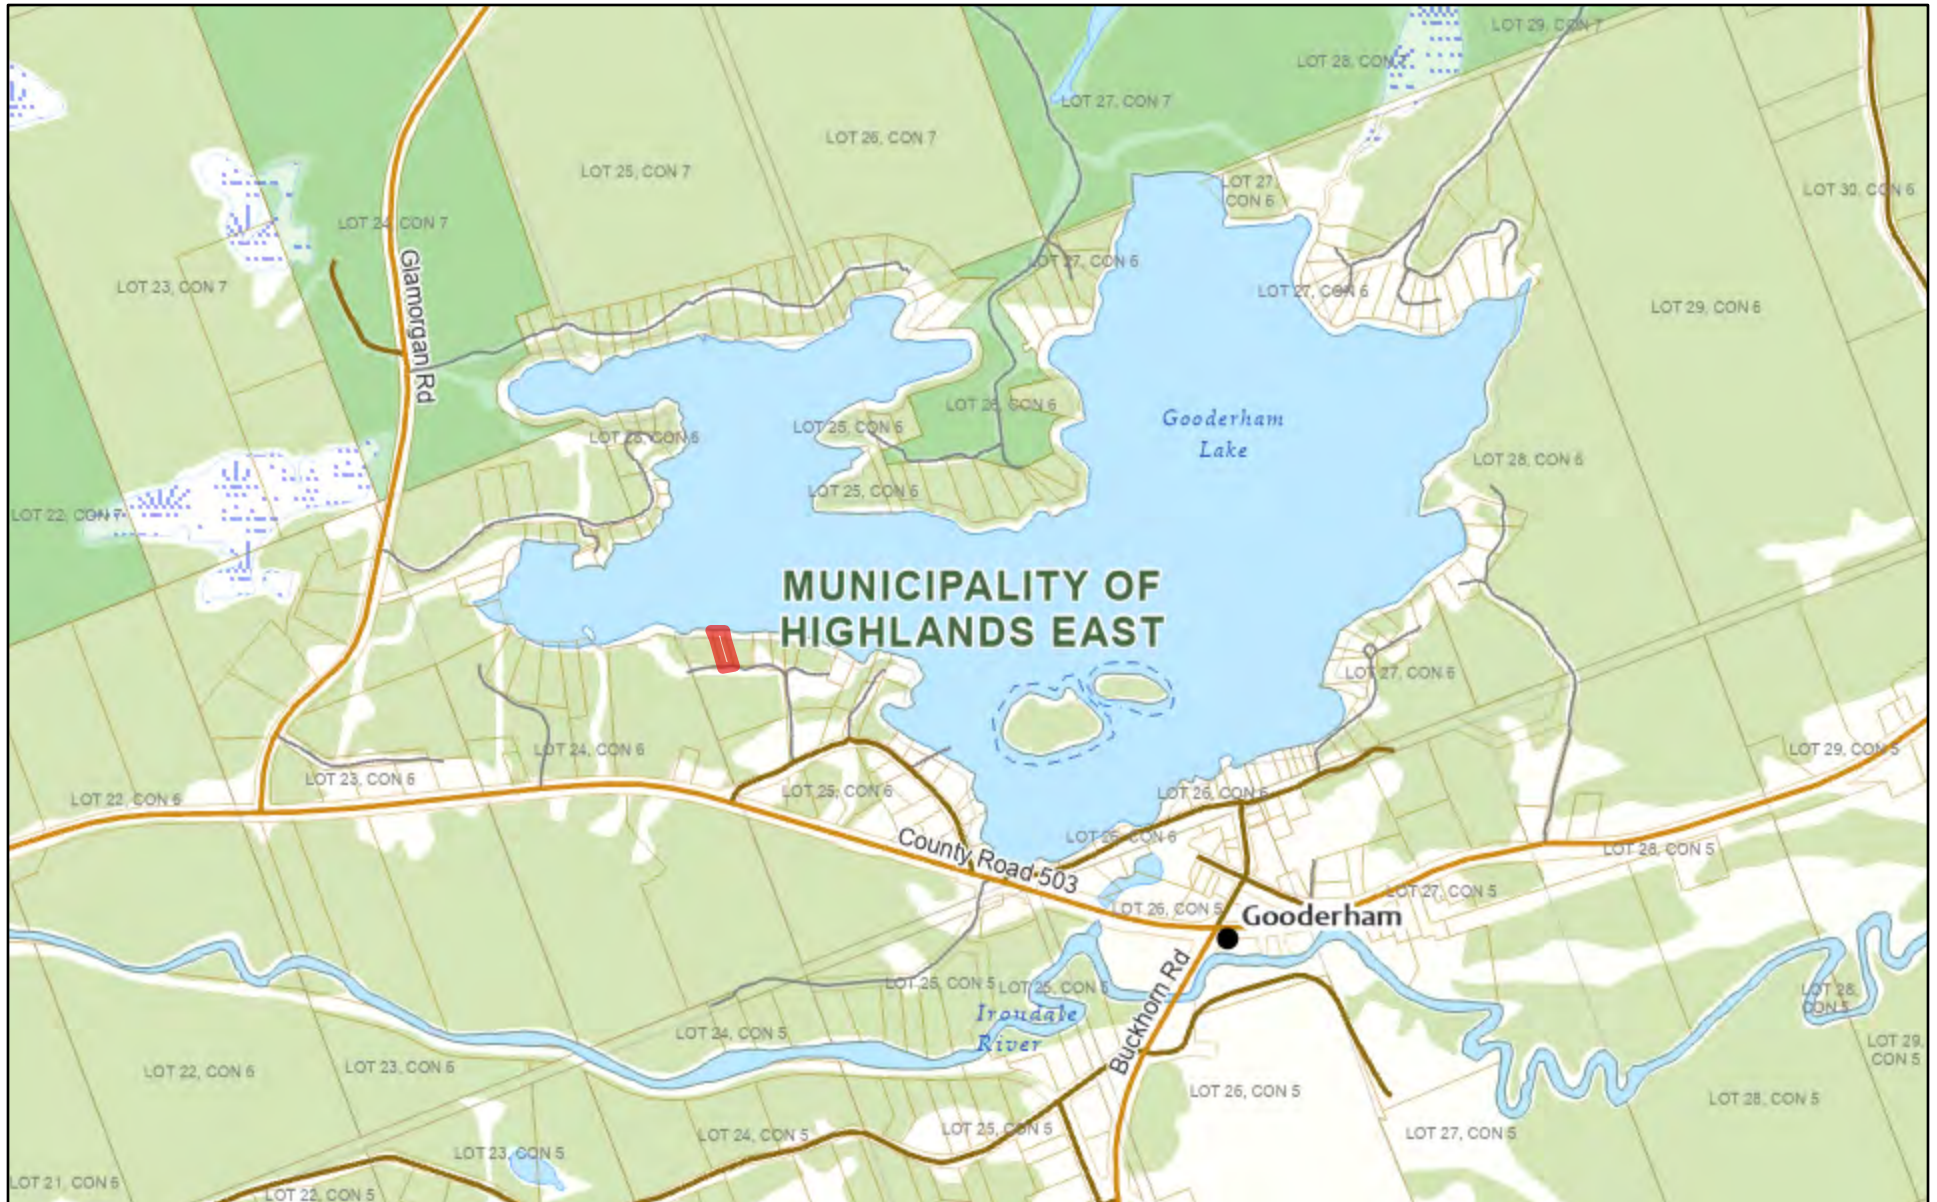 LOT 29, CON 7
LOT 28, CON 7
LOT 27, CON 7
LOT 26, CON 7
LOT 25, CON 7
LOT 27,
CON 6
LOT 30, CON 6
LOT 24, CON 7
Glamorgan Rd
LOT 27, CON 6
LOT 23, CON 7
LOT 27, CON 6
LOT 29, CON 6
LOT 26, CON 6
Gooderham
Lake
LOT 25, CON 6
LOT 25, CON 6
LOT 28, CON 6
LOT 25, CON 6
LOT 22, CON 7
MUNICIPALITY OF
HIGHLANDS EAST
LOT 27, CON 6
LOT 24, CON 6
LOT 29, CON 5
LOT 23, CON 6
LOT 25, CON 6
LOT 26, CON 6
LOT 22, CON 6
LOT 26, CON 6
County Road 503
LOT 28, CON 5
LOT 27, CON 5
LOT 26, CON 5
Gooderham
LOT 25, CON 5
LOT 25, CON 5
LOT 28,
CON 5
Irondale
River
Buckhorn Rd
LOT 24, CON 5
LOT 29,
CON 5
LOT 22, CON 6
LOT 23, CON 6
LOT 26, CON 5
LOT 28, CON 5
LOT 24, CON 5
LOT 25, CON 5
LOT 27, CON 5
LOT 23, CON 5
LOT 21, CON 6
LOT 22, CON 5